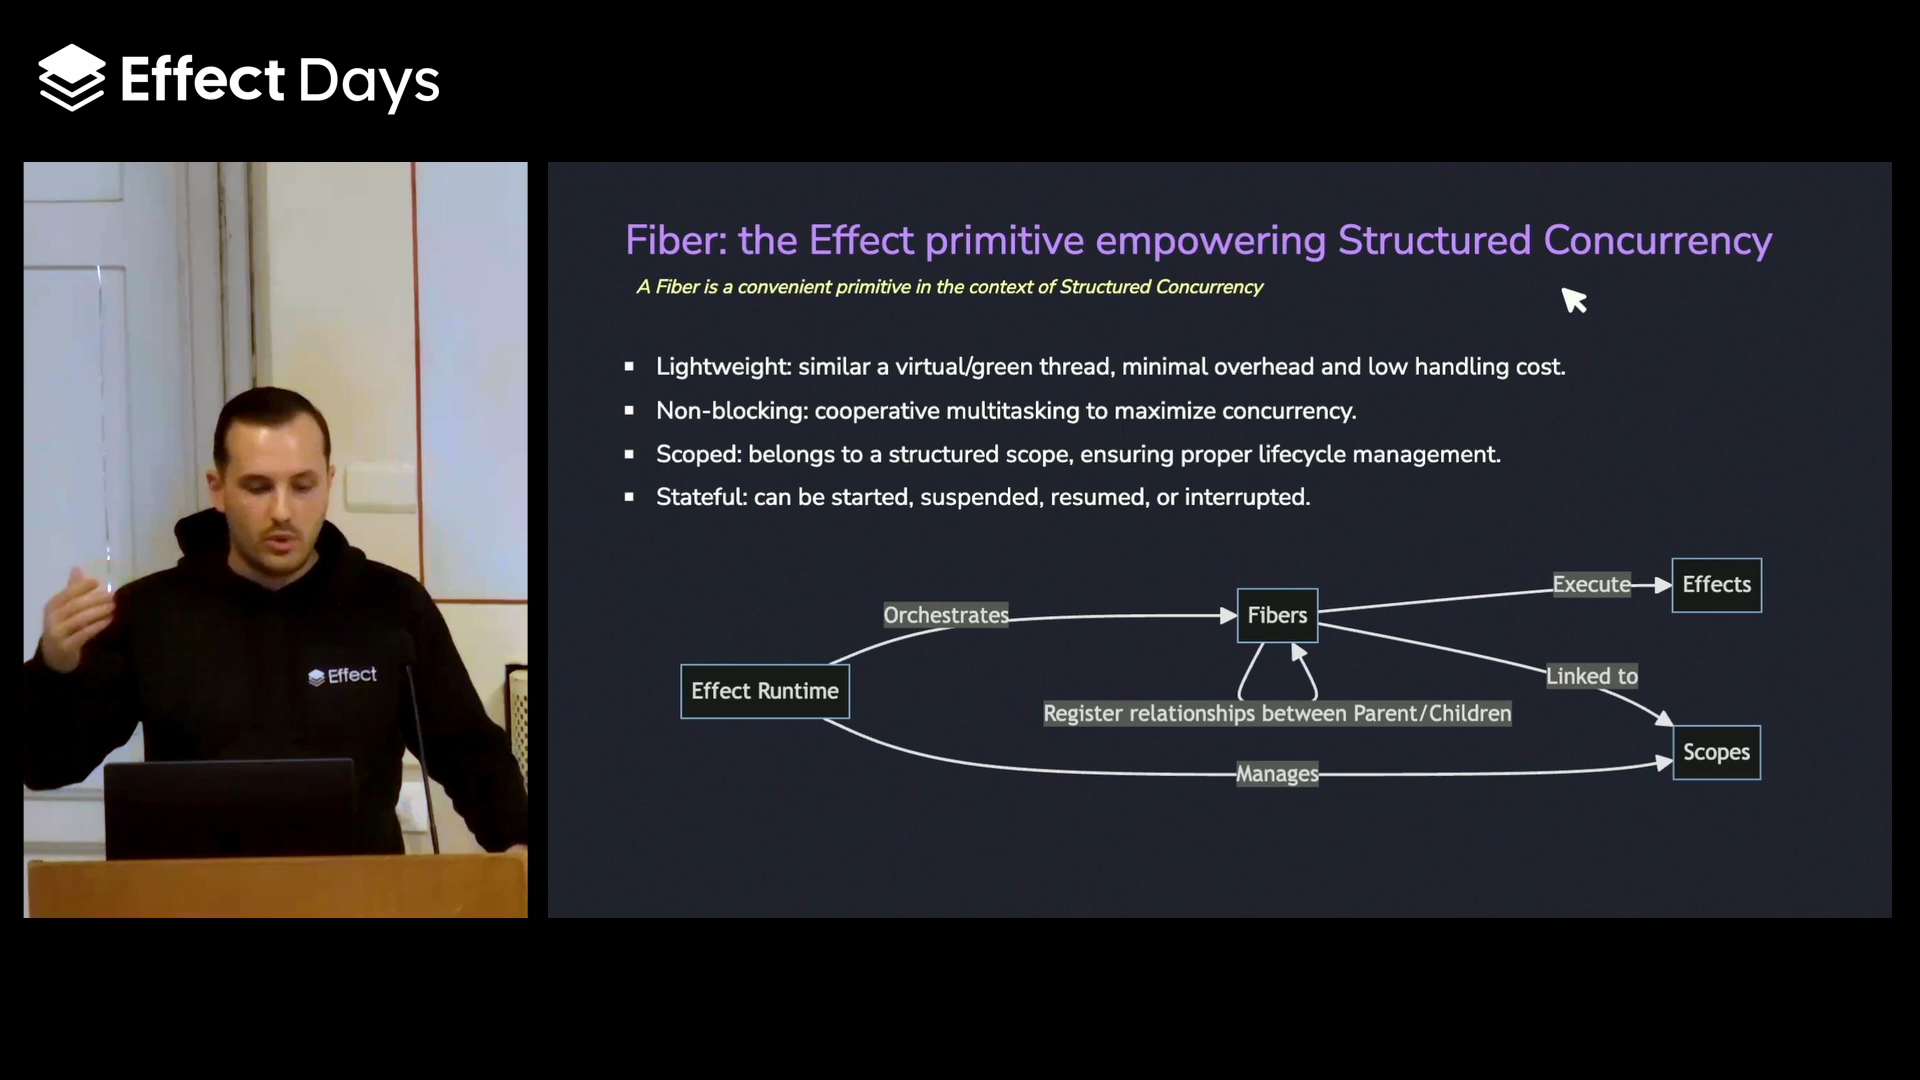 Effect Days
Fiber: the Effect primitive empowering Structured Concurrency
A Fiber is a convenient primitive in the context of Structured Concurrency
Lightweight: similar a virtual/green thread, minimal overhead and low handling cost.
Non-blocking: cooperative multitasking to maximize concurrency.
Scoped: belongs to a structured scope, ensuring proper lifecycle management.
Stateful: can be started, suspended, resumed, or interrupted.
Execute
Effects
Orchestrates
Fibers
Linked to
Effect
Effect Runtime
Register relationships between Parent/Children
Scopes
Manages